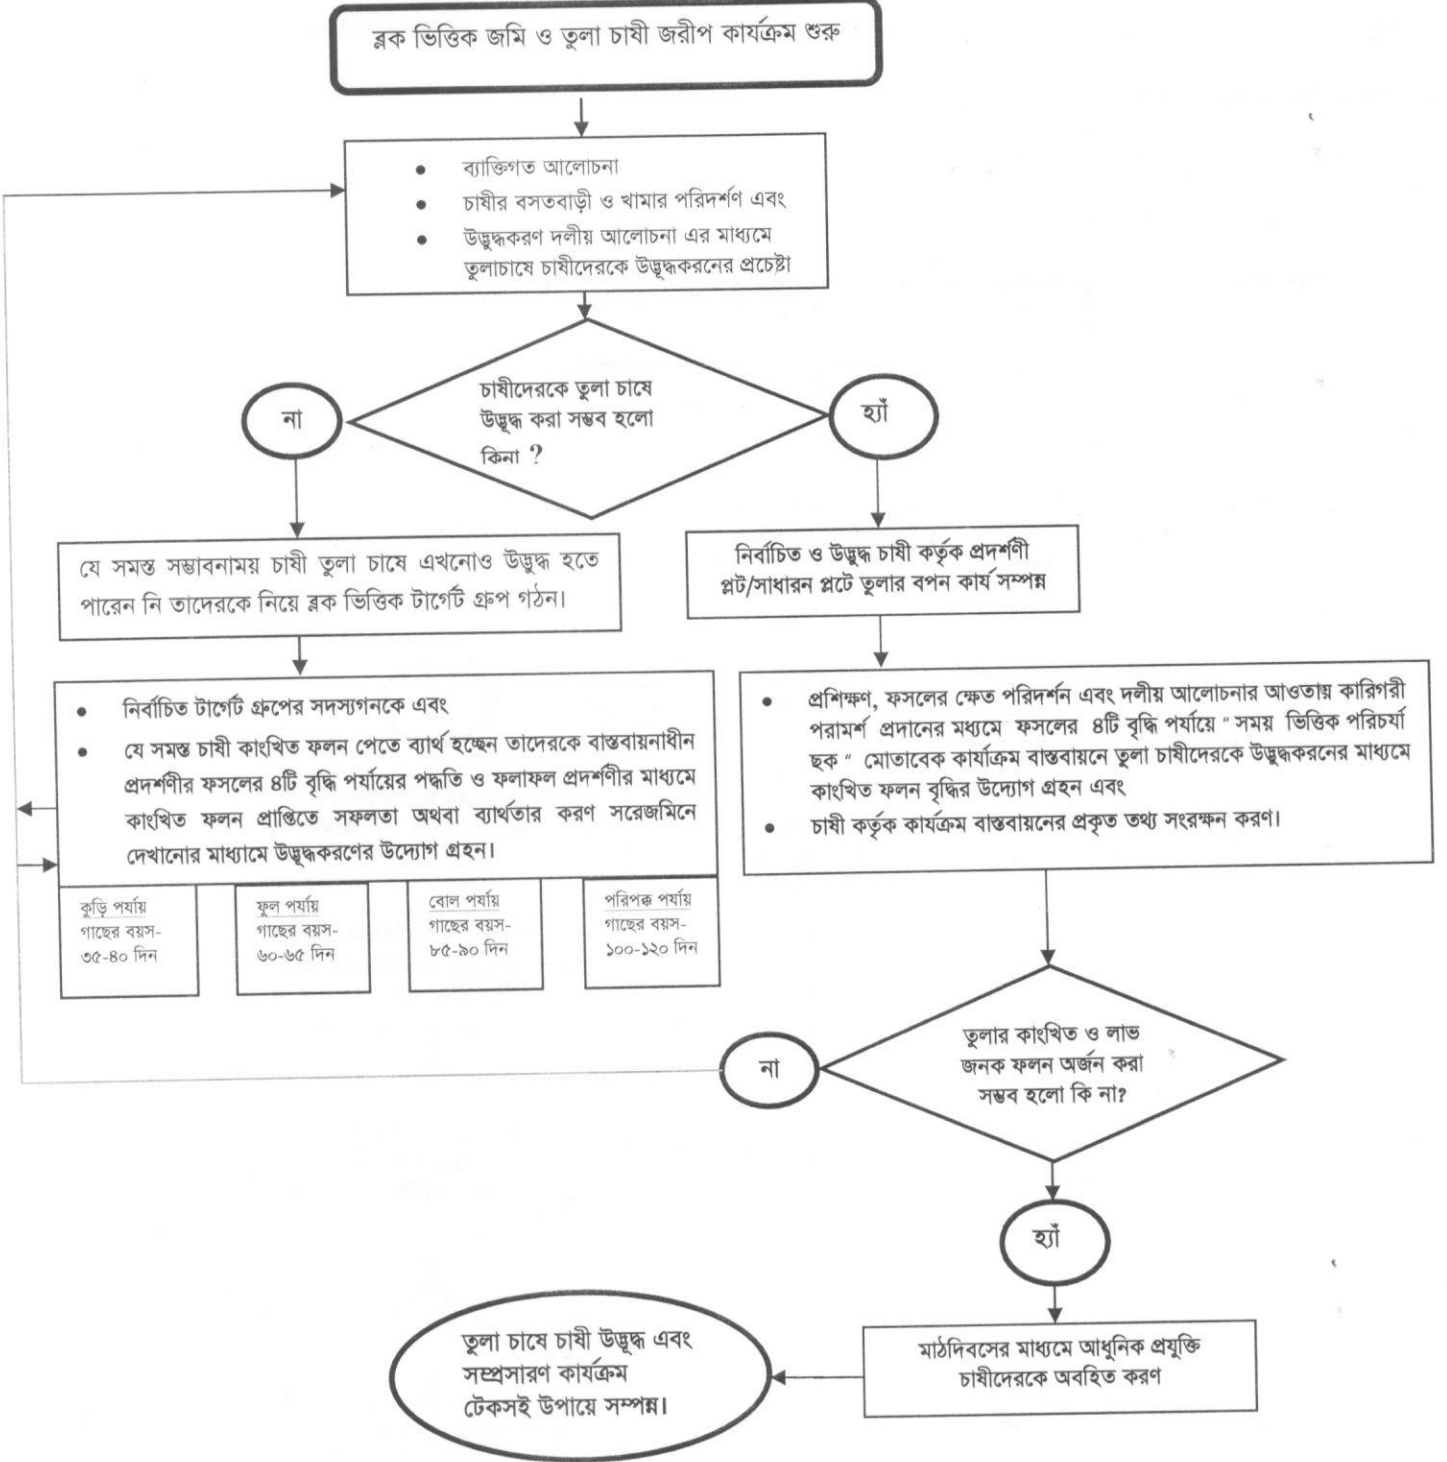 ব্লক ভিত্তিক জমি ও তুলা চাষী জরীপ কার্যক্রম শুরু
• ব্যাক্তিগত আলোচনা
• চাষীর বসতবাড়ী ও খামার পরিদর্শণ এবং
• উদ্ভুদ্ধকরণ দলীয় আলোচনা এর মাধ্যমে
তুলাচাষে চাষীদেরকে উদ্ভুদ্ধকরনের প্রচেষ্টা
চাষীদেরকে তুলা চাষে
উদ্ভুদ্ধ করা সম্ভব হলো
কিনা ?
না
হ্যাঁ
যে সমস্ত সম্ভাবনাময় চাষী তুলা চাষে এখনোও উদ্ভুদ্ধ হতে
পারেন নি তাদেরকে নিয়ে ব্লক ভিত্তিক টার্গেট গ্রুপ গঠন।
নির্বাচিত ও উদ্ভুদ্ধ চাষী কর্তৃক প্রদর্শণী
প্লট/সাধারন প্লটে তুলার বপন কার্য সম্পন্ন
• নির্বাচিত টার্গেট গ্রুপের সদস্যগনকে এবং
• যে সমস্ত চাষী কাংখিত ফলন পেতে ব্যার্থ হচ্ছেন তাদেরকে বাস্তবায়নাধীন
প্রদর্শণীর ফসলের ৪টি বৃদ্ধি পর্যায়ের পদ্ধতি ও ফলাফল প্রদর্শণীর মাধ্যমে
কাংখিত ফলন প্রাপ্তিতে সফলতা অথবা ব্যার্থতার করণ সরেজমিনে
দেখানোর মাধ্যামে উদ্ভুদ্ধকরণের উদ্যোগ গ্রহন।
কুড়ি পর্যায়
গাছের বয়স-
৩৫-৪০ দিন
ফুল পর্যায়
গাছের বয়স-
৬০-৬৫ দিন
বোল পর্যায়
গাছের বয়স-
৮৫-৯০ দিন
পরিপক্ক পর্যায়
গাছের বয়স-
১০০-১২০ দিন
• প্রশিক্ষণ, ফসলের ক্ষেত পরিদর্শন এবং দলীয় আলোচনার আওতায় কারিগরী
পরামর্শ প্রদানের মধ্যমে ফসলের ৪টি বৃদ্ধি পর্যায়ে " সময় ভিত্তিক পরিচর্যা
ছক " মোতাবেক কার্যাক্রম বাস্তবায়নে তুলা চাষীদেরকে উদ্ভুদ্ধকরনের মাধ্যমে
কাংখিত ফলন বৃদ্ধির উদ্যোগ গ্রহন এবং
• চাষী কর্তৃক কার্যক্রম বাস্তবায়নের প্রকৃত তথ্য সংরক্ষন করণ।
তুলার কাংখিত ও লাভ
জনক ফলন অর্জন করা
সম্ভব হলো কি না?
না
হ্যাঁ
মাঠদিবসের মাধ্যমে আধুনিক প্রযুক্তি
চাষীদেরকে অবহিত করণ
তুলা চাষে চাষী উদ্ভুদ্ধ এবং
সম্প্রসারণ কার্যক্রম
টেকসই উপায়ে সম্পন্ন।